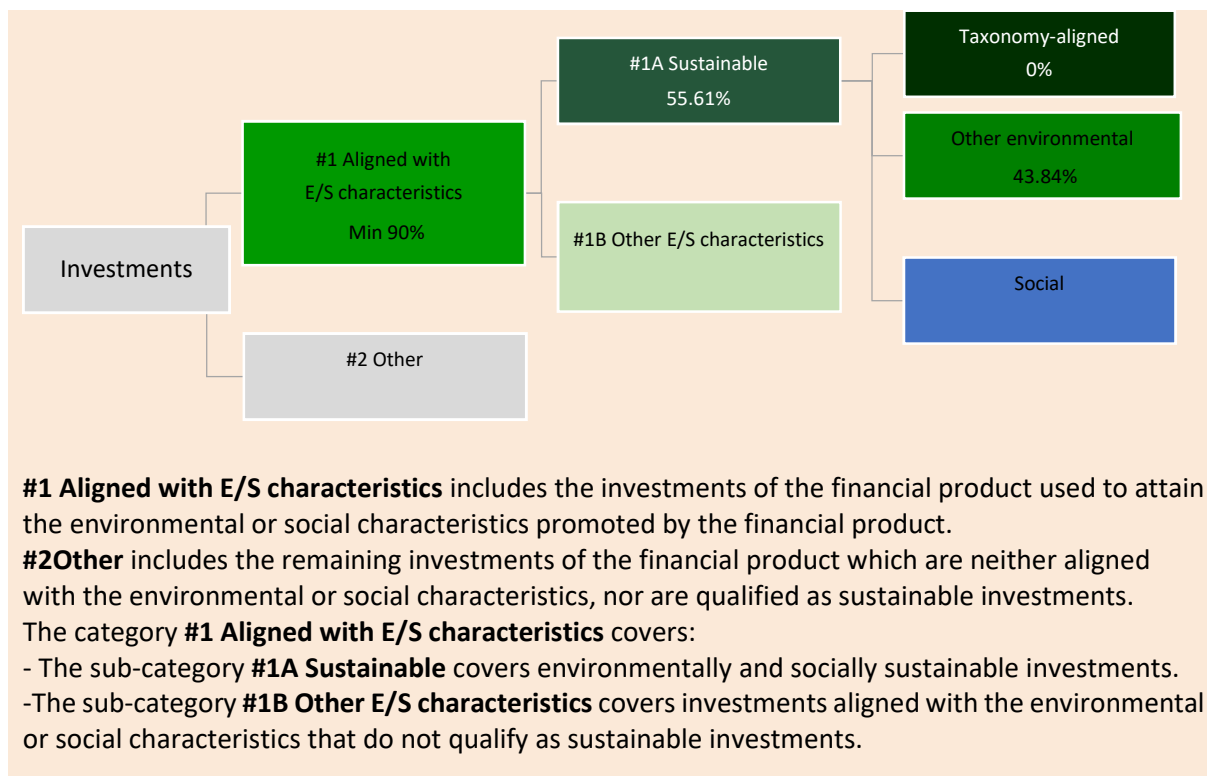 Investments
#1 Aligned with
E/S characteristics
Min 90%
#2 Other
#1A Sustainable
55.61%
#1B Other E/S characteristics
Taxonomy-aligned
0%
Other environmental
43.84%
Social
#1 Aligned with E/S characteristics includes the investments of the financial product used to attain
the environmental or social characteristics promoted by the financial product.
#2Other includes the remaining investments of the financial product which are neither aligned
with the environmental or social characteristics, nor are qualified as sustainable investments.
The category #1 Aligned with E/S characteristics covers:
- The sub-category #1A Sustainable covers environmentally and socially sustainable investments.
-The sub-category #1B Other E/S characteristics covers investments aligned with the environmental
or social characteristics that do not qualify as sustainable investments.